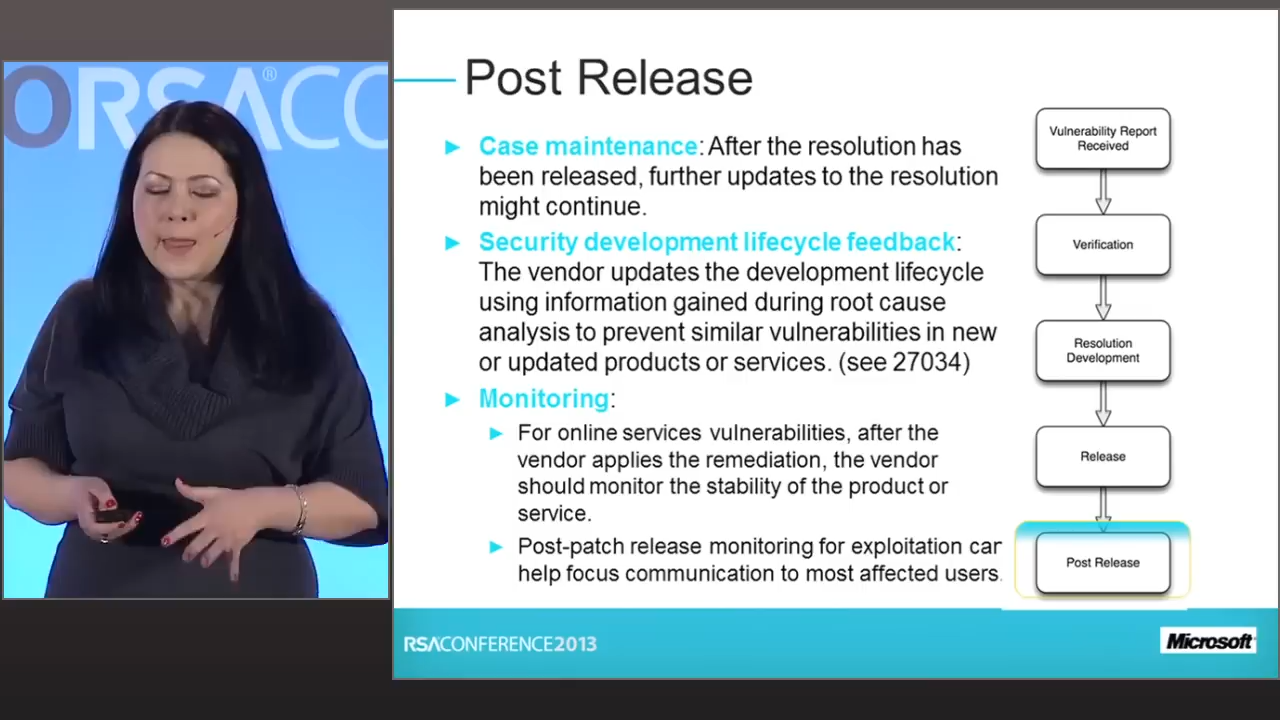 ORSA® CO
Post Release
► Case maintenance: After the resolution has
been released, further updates to the resolution
might continue.
► Security development lifecycle feedback:
The vendor updates the development lifecycle
using information gained during root cause
analysis to prevent similar vulnerabilities in new
or updated products or services. (see 27034)
► Monitoring:
► For online services vulnerabilities, after the
vendor applies the remediation, the vendor
should monitor the stability of the product or
service.
► Post-patch release monitoring for exploitation can
help focus communication to most affected users.
Vulnerability Report
Received
Verification
Resolution
Development
Release
Post Release
RSACONFERENCE2013
Microsoft